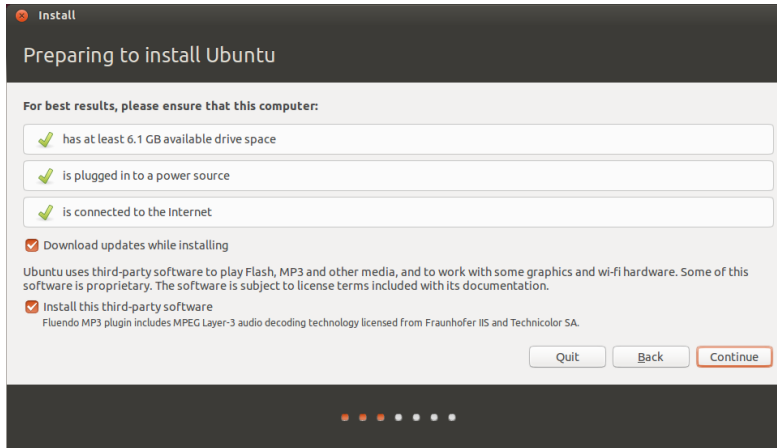 Install
Preparing to install Ubuntu
For best results, please ensure that this computer:
has at least 6.1 GB available drive space
is plugged in to a power source
is connected to the Internet
Download updates while installing
Ubuntu uses third-party software to play Flash, MP3 and other media, and to work with some graphics and wi-fi hardware. Some of this
software is proprietary. The software is subject to license terms included with its documentation.
Install this third-party software
Fluendo MP3 plugin includes MPEG Layer-3 audio decoding technology licensed from Fraunhofer IIS and Technicolor SA.
Quit Back Continue